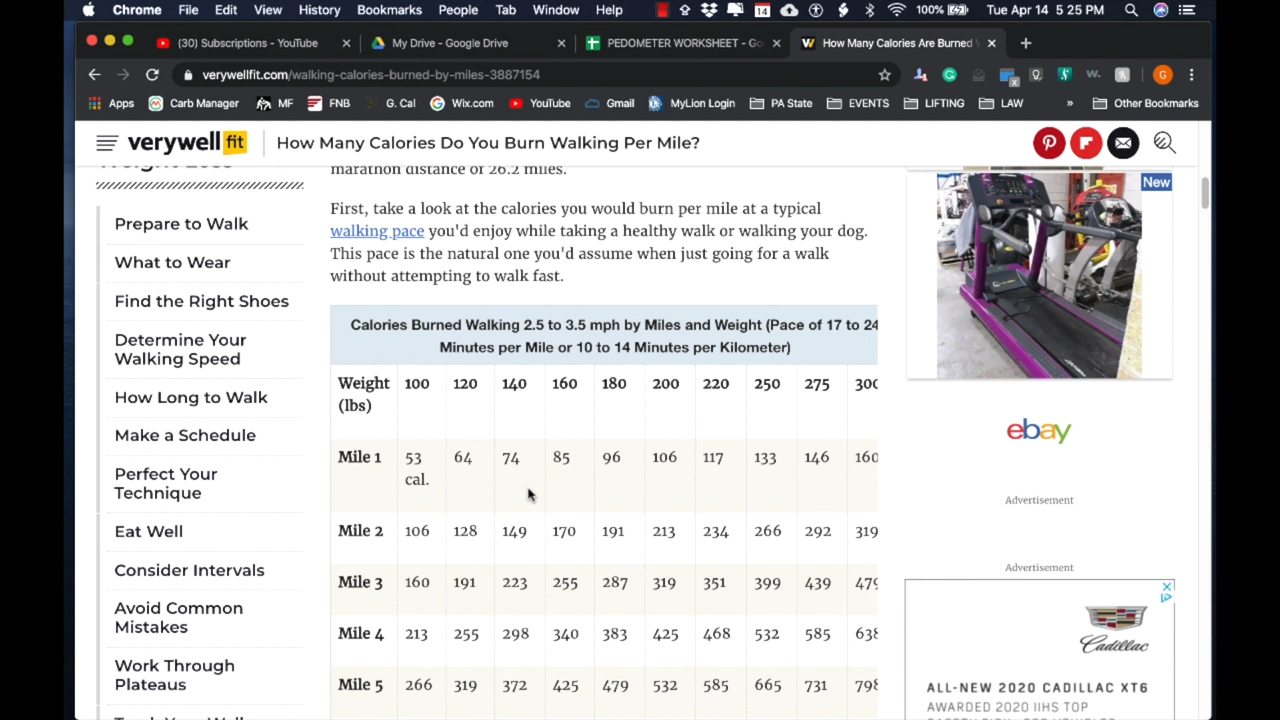 Chrome File Edit View History Bookmarks People Tab Window Help 14 100% Tue Apr 14 5:25 PM
(30) Subscriptions - YouTube
My Drive - Google Drive
PEDOMETER WORKSHEET - Go
How Many Calories Are Burned
verywellfit.com/walking-calories-burned-by-miles-3887154
Apps Carb Manager MF FNB G. Cal Wix.com YouTube Gmail MyLion Login PA State EVENTS LIFTING LAW » Other Bookmarks
verywell fit How Many Calories Do You Burn Walking Per Mile?
Prepare to Walk
What to Wear
Find the Right Shoes
Determine Your
Walking Speed
How Long to Walk
Make a Schedule
Perfect Your
Technique
Eat Well
Consider Intervals
Avoid Common
Mistakes
Work Through
Plateaus
marathon distance of 26.2 miles.
First, take a look at the calories you would burn per mile at a typical
walking pace you'd enjoy while taking a healthy walk or walking your dog.
This pace is the natural one you'd assume when just going for a walk
without attempting to walk fast.
Calories Burned Walking 2.5 to 3.5 mph by Miles and Weight (Pace of 17 to 24
Minutes per Mile or 10 to 14 Minutes per Kilometer)
Weight 100 120 140 160 180 200 220 250 275 300
(lbs)
Mile 1 53 64 74 85 96 106 117 133 146 160
cal.
Mile 2 106 128 149 170 191 213 234 266 292 319
Mile 3 160 191 223 255 287 319 351 399 439 479
Mile 4 213 255 298 340 383 425 468 532 585 638
Mile 5 266 319 372 425 479 532 585 665 731 798
New
ebay
Advertisement
Advertisement
Cadillac
ALL-NEW 2020 CADILLAC XT6
AWARDED 2020 IIHS TOP